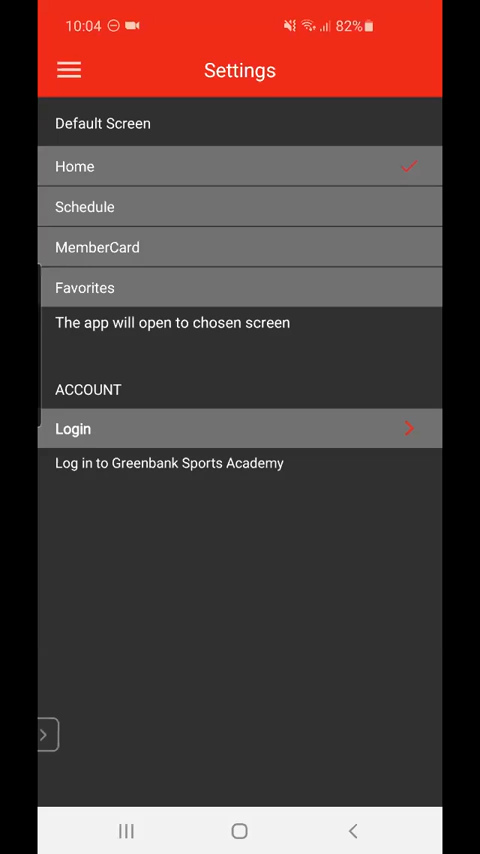 10:04 82%
Settings
Default Screen
Home
Schedule
MemberCard
Favorites
The app will open to chosen screen
ACCOUNT
Login
Log in to Greenbank Sports Academy